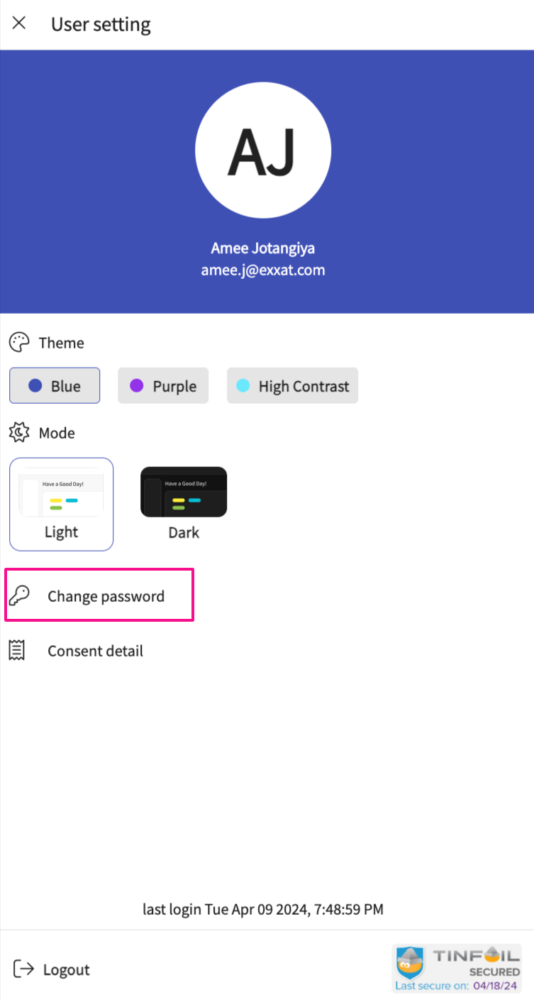 User setting
AJ
Amee Jotangiya
amee.j@exxat.com
Theme
Blue
Purple
High Contrast
Mode
Have a Good Day!
Have a Good Day!
Light
Dark
Change password
Consent detail
last login Tue Apr 09 2024, 7:48:59 PM
Logout
TINFOIL
SECURED
Last secure on: 04/18/24